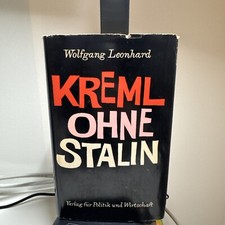 Wolfgang Leonhard
KREML
OHNE
STALIN
Verlag für Politik und Wirtschaft